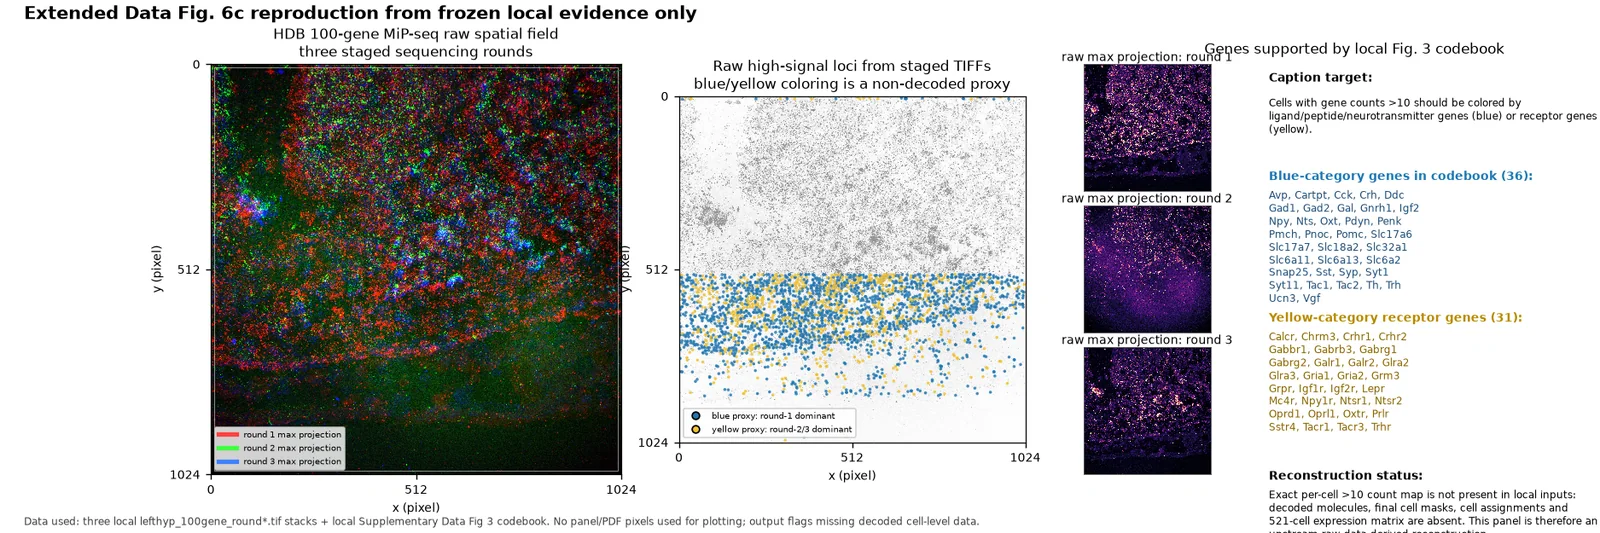 Extended Data Fig. 6c reproduction from frozen local evidence only
HDB 100-gene MiP-seq raw spatial field
three staged sequencing rounds
0
512
1024
y (pixel)
0
512
1024
x (pixel)
round 1 max projection
round 2 max projection
round 3 max projection
Raw high-signal loci from staged TIFFs
blue/yellow coloring is a non-decoded proxy
0
512
1024
y (pixel)
0
512
1024
x (pixel)
blue proxy: round-1 dominant
yellow proxy: round-2/3 dominant
raw max projection: round 1
raw max projection: round 2
raw max projection: round 3
Genes supported by local Fig. 3 codebook
Caption target:
Cells with gene counts >10 should be colored by
ligand/peptide/neurotransmitter genes (blue) or receptor genes
(yellow).
Blue-category genes in codebook (36):
Avp, Cartpt, Cck, Crh, Ddc
Gad1, Gad2, Gal, Gnrh1, Igf2
Npy, Nts, Oxt, Pdyn, Penk
Pmch, Pnoc, Pomc, Slc17a6
Slc17a7, Slc18a2, Slc32a1
Slc6a11, Slc6a13, Slc6a2
Snap25, Sst, Syp, Syt1
Syt11, Tac1, Tac2, Th, Trh
Ucn3, Vgf
Yellow-category receptor genes (31):
Calcr, Chrm3, Crhr1, Crhr2
Gabbr1, Gabrb3, Gabrg1
Gabrg2, Galr1, Galr2, Glra2
Glra3, Gria1, Gria2, Grm3
Grpr, Igf1r, Igf2r, Lepr
Mc4r, Npy1r, Ntsr1, Ntsr2
Oprd1, Oprl1, Oxtr, Prlr
Sstr4, Tacr1, Tacr3, Trhr
Reconstruction status:
Exact per-cell >10 count map is not present in local inputs:
decoded molecules, final cell masks, cell assignments and
521-cell expression matrix are absent. This panel is therefore an
upstream raw-data-derived reconstruction
Data used: three local lefthyp_100gene_round*.tif stacks + local Supplementary Data Fig 3 codebook. No panel/PDF pixels used for plotting; output flags missing decoded cell-level data.